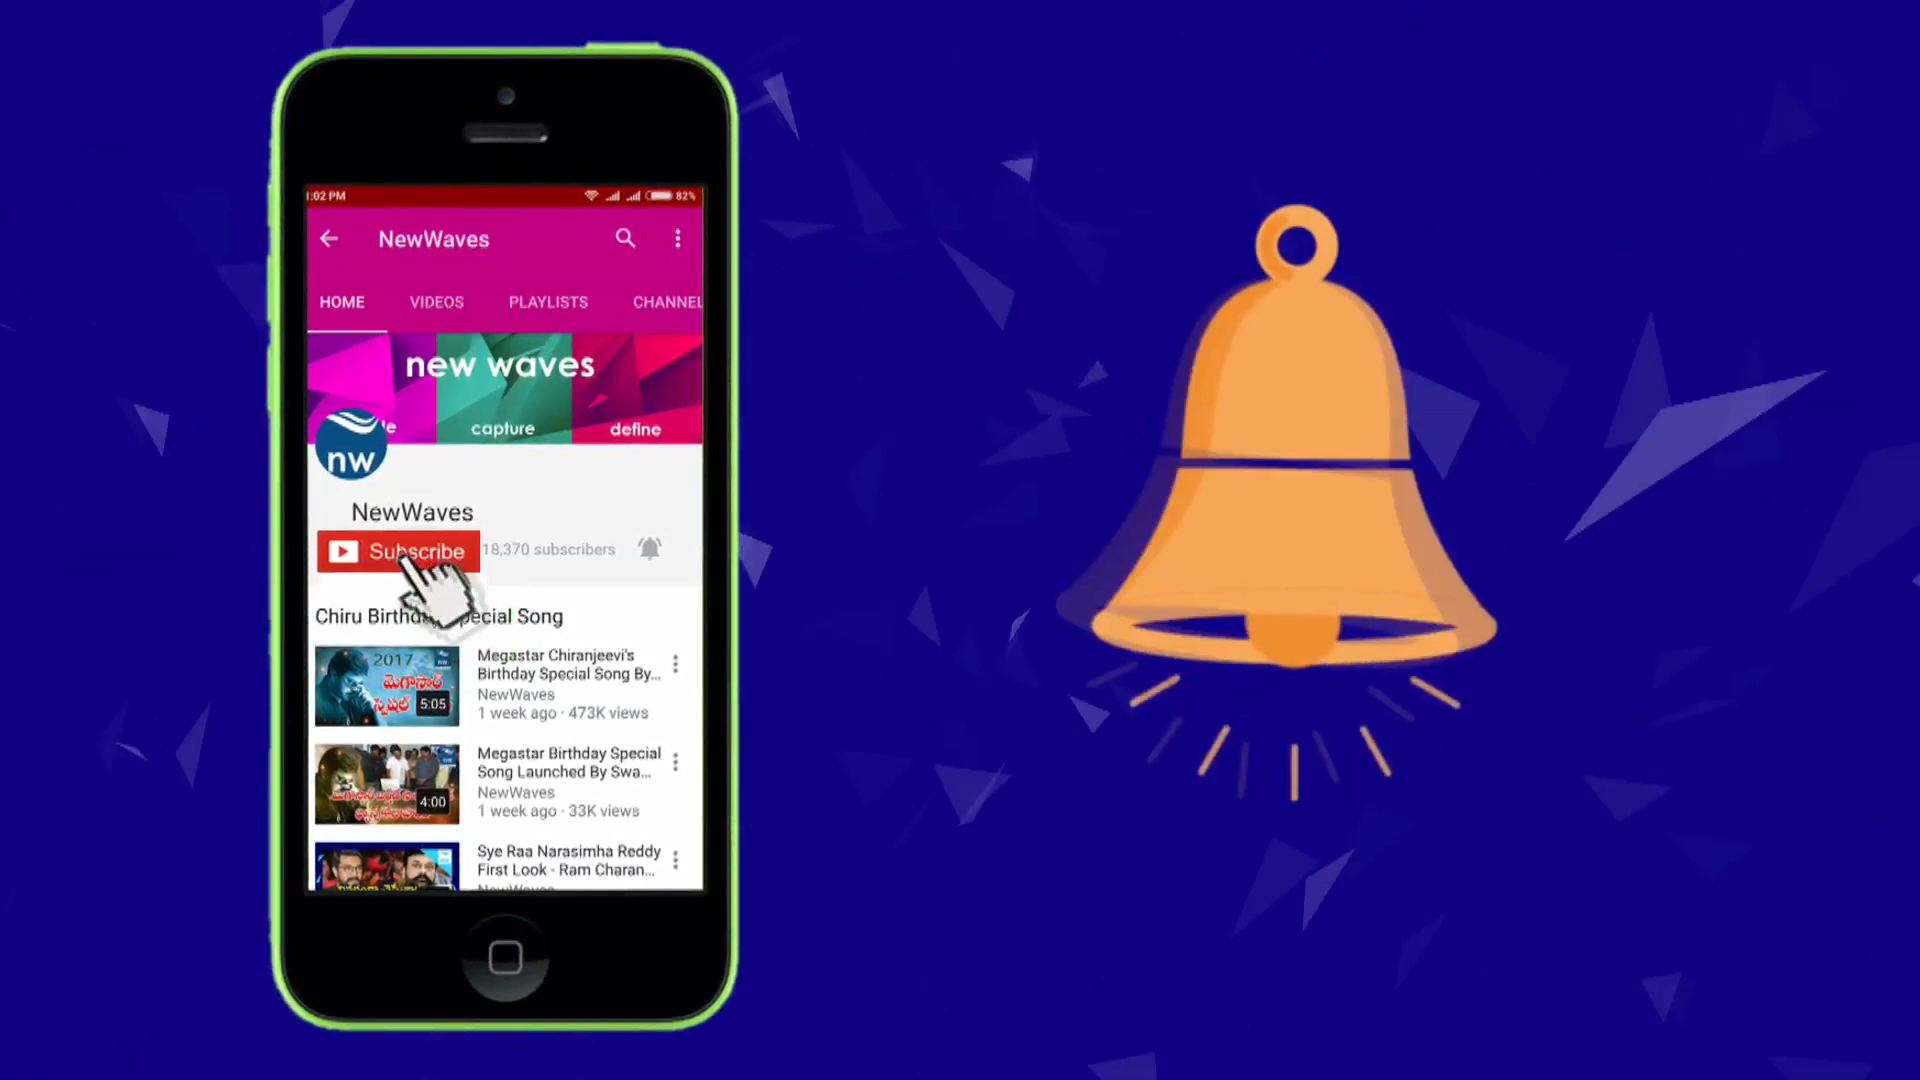 1:02 PM
82%
NewWaves
HOME
VIDEOS
PLAYLISTS
CHANNEL
new waves
capture
define
nw
NewWaves
Subscribe
18,370 subscribers
Special Song
2017
మెగాస్టార్
స్పెషల్
5:05
Megastar Chiranjeevi's
Birthday Special Song By...
NewWaves
1 week ago · 473K views
4:00
Megastar Birthday Special
Song Launched By Swa...
NewWaves
1 week ago · 33K views
Sye Raa Narasimha Reddy
First Look - Ram Charan...
NewWaves